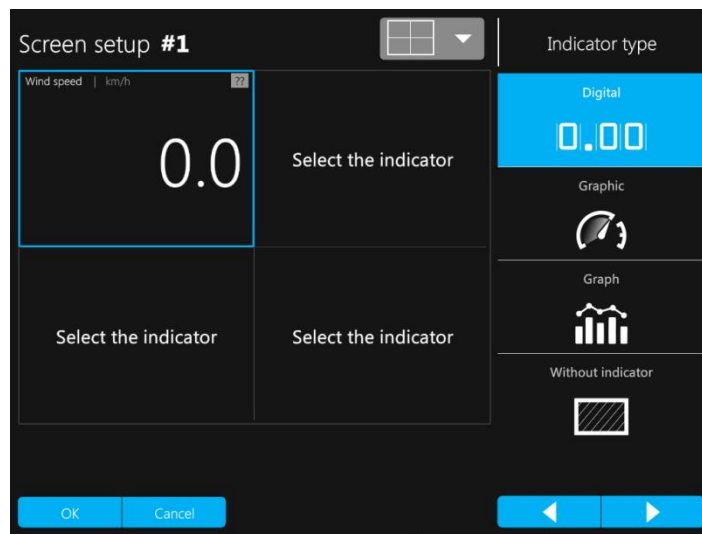 Screen setup #1
Indicator type
Wind speed | km/h ??
0.0
Select the indicator
Select the indicator
Select the indicator
Digital
0.00
Graphic
Graph
Without indicator
OK
Cancel